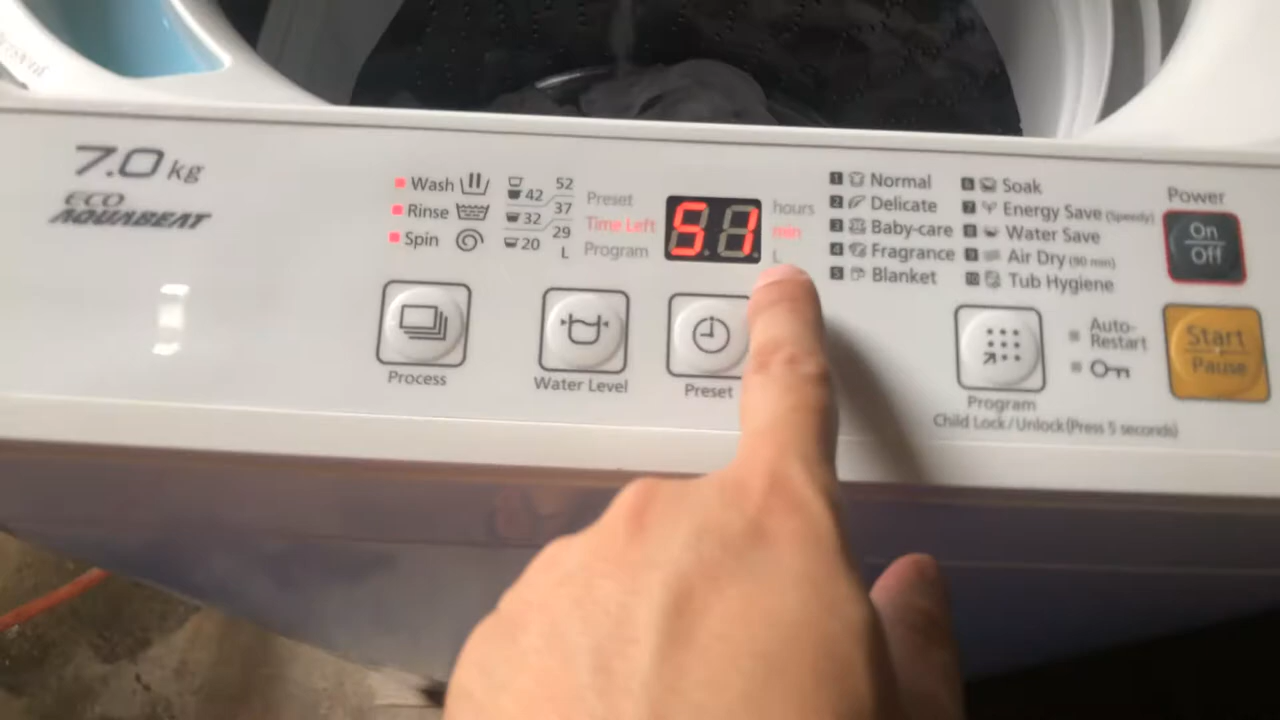 7.0 kg
ECO
AQUABEAT
Wash
Rinse
Spin
42
32
20
52
37
29
L
Preset
Time Left
Program
51
hours
min
L
1 Normal
2 Delicate
3 Baby-care
4 Fragrance
5 Blanket
6 Soak
7 Energy Save (Speedy)
8 Water Save
9 Air Dry (90 min)
10 Tub Hygiene
Power
On
Off
Process
Water Level
Preset
Program
Child Lock/Unlock(Press 5 seconds)
Auto-
Restart
Start
Pause